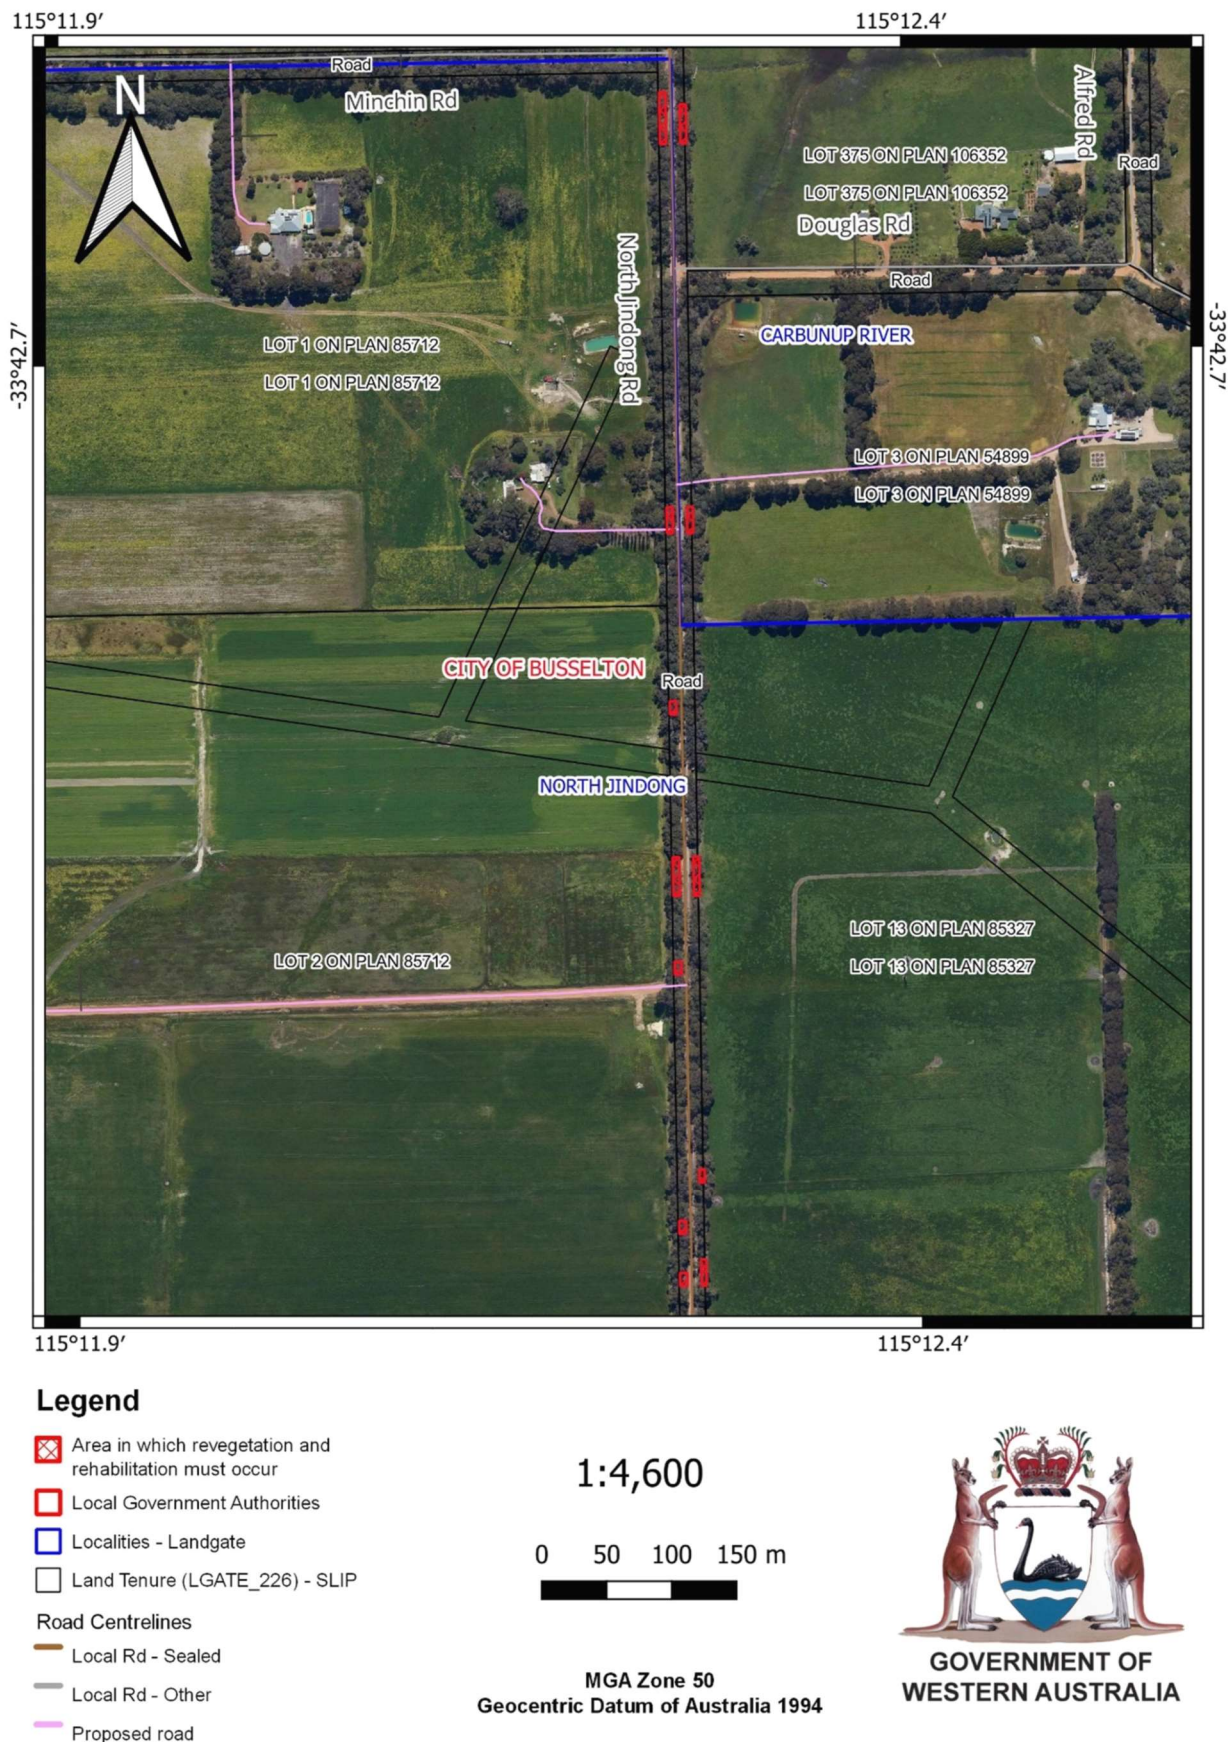 115°11.9′
115°12.4′
Road
Minchin Rd
N
Alfred Rd
LOT 375 ON PLAN 106352
Road
LOT 375 ON PLAN 106352
Douglas Rd
North Jindong Rd
Road
-33°42.7′
CARBUNUP RIVER
-33°42.7′
LOT 1 ON PLAN 85712
LOT 1 ON PLAN 85712
LOT 3 ON PLAN 54899
LOT 3 ON PLAN 54899
CITY OF BUSSELTON
Road
NORTH JINDONG
LOT 13 ON PLAN 85327
LOT 2 ON PLAN 85712
LOT 13 ON PLAN 85327
115°11.9′
115°12.4′
Legend
Area in which revegetation and
rehabilitation must occur
Local Government Authorities
Localities - Landgate
Land Tenure (LGATE_226) - SLIP
Road Centrelines
Local Rd - Sealed
Local Rd - Other
Proposed road
1:4,600
0 50 100 150 m
MGA Zone 50
Geocentric Datum of Australia 1994
GOVERNMENT OF
WESTERN AUSTRALIA